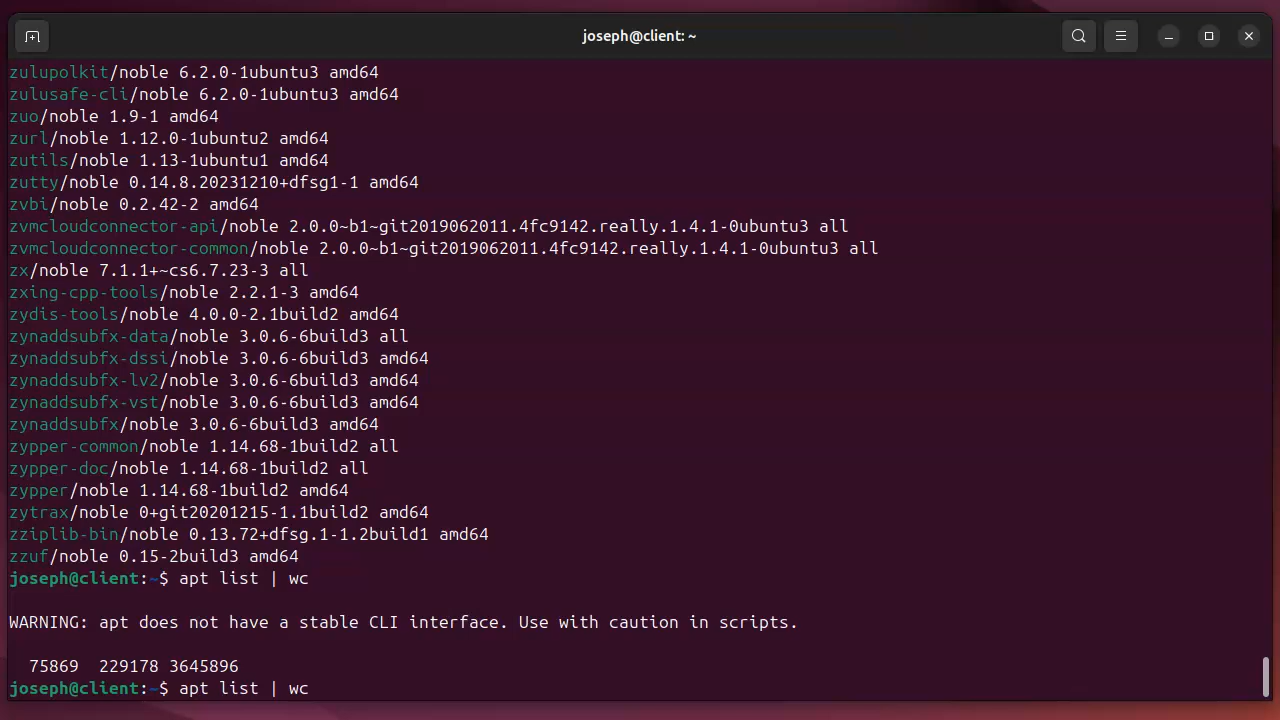 joseph@client: ~
zulupolkit/noble 6.2.0-1ubuntu3 amd64
zulusafe-cli/noble 6.2.0-1ubuntu3 amd64
zuo/noble 1.9-1 amd64
zurl/noble 1.12.0-1ubuntu2 amd64
zutils/noble 1.13-1ubuntu1 amd64
zutty/noble 0.14.8.20231210+dfsg1-1 amd64
zvbi/noble 0.2.42-2 amd64
zvmcloudconnector-api/noble 2.0.0~b1~git2019062011.4fc9142.really.1.4.1-0ubuntu3 all
zvmcloudconnector-common/noble 2.0.0~b1~git2019062011.4fc9142.really.1.4.1-0ubuntu3 all
zx/noble 7.1.1+~cs6.7.23-3 all
zxing-cpp-tools/noble 2.2.1-3 amd64
zydis-tools/noble 4.0.0-2.1build2 amd64
zynaddsubfx-data/noble 3.0.6-6build3 all
zynaddsubfx-dssi/noble 3.0.6-6build3 amd64
zynaddsubfx-lv2/noble 3.0.6-6build3 amd64
zynaddsubfx-vst/noble 3.0.6-6build3 amd64
zynaddsubfx/noble 3.0.6-6build3 amd64
zypper-common/noble 1.14.68-1build2 all
zypper-doc/noble 1.14.68-1build2 all
zypper/noble 1.14.68-1build2 amd64
zytrax/noble 0+git20201215-1.1build2 amd64
zziplib-bin/noble 0.13.72+dfsg.1-1.2build1 amd64
zzuf/noble 0.15-2build3 amd64
joseph@client:~$ apt list | wc
WARNING: apt does not have a stable CLI interface. Use with caution in scripts.
75869 229178 3645896
joseph@client:~$ apt list | wc